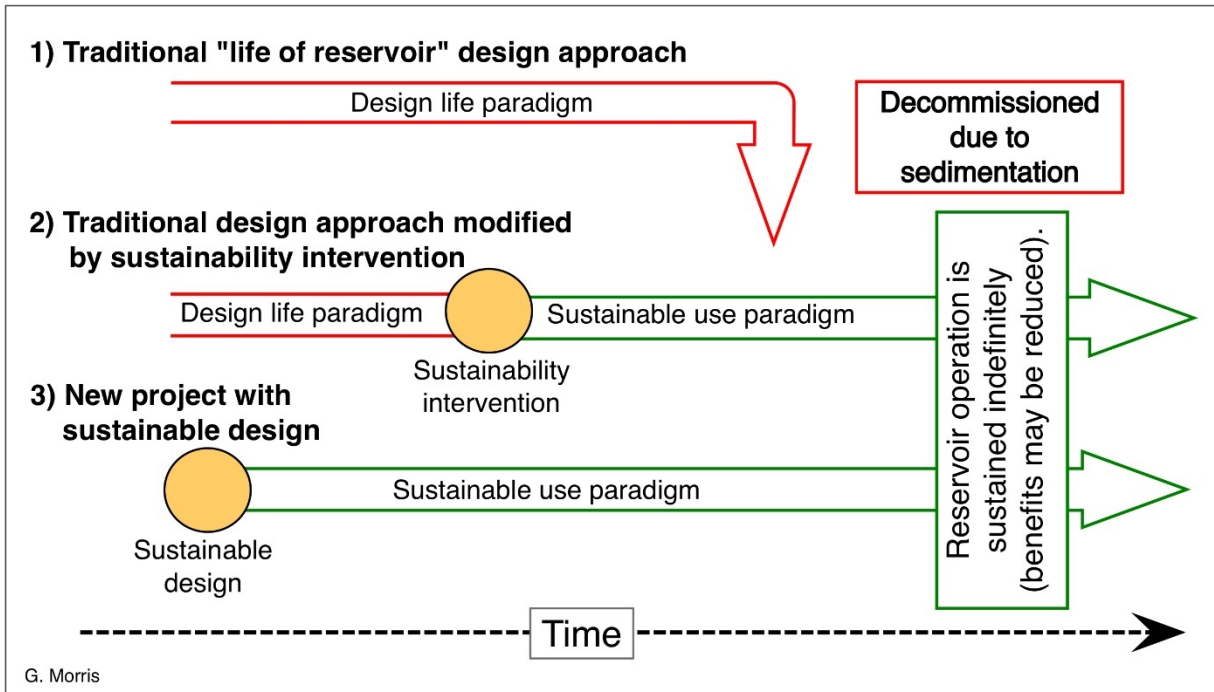 1) Traditional "life of reservoir" design approach
Design life paradigm
Decommissioned
due to
sedimentation
2) Traditional design approach modified
by sustainability intervention
Design life paradigm
Sustainable use paradigm
Sustainability
intervention
3) New project with
sustainable design
Sustainable use paradigm
Sustainable
design
Reservoir operation is
sustained indefinitely
(benefits may be reduced).
Time
G. Morris